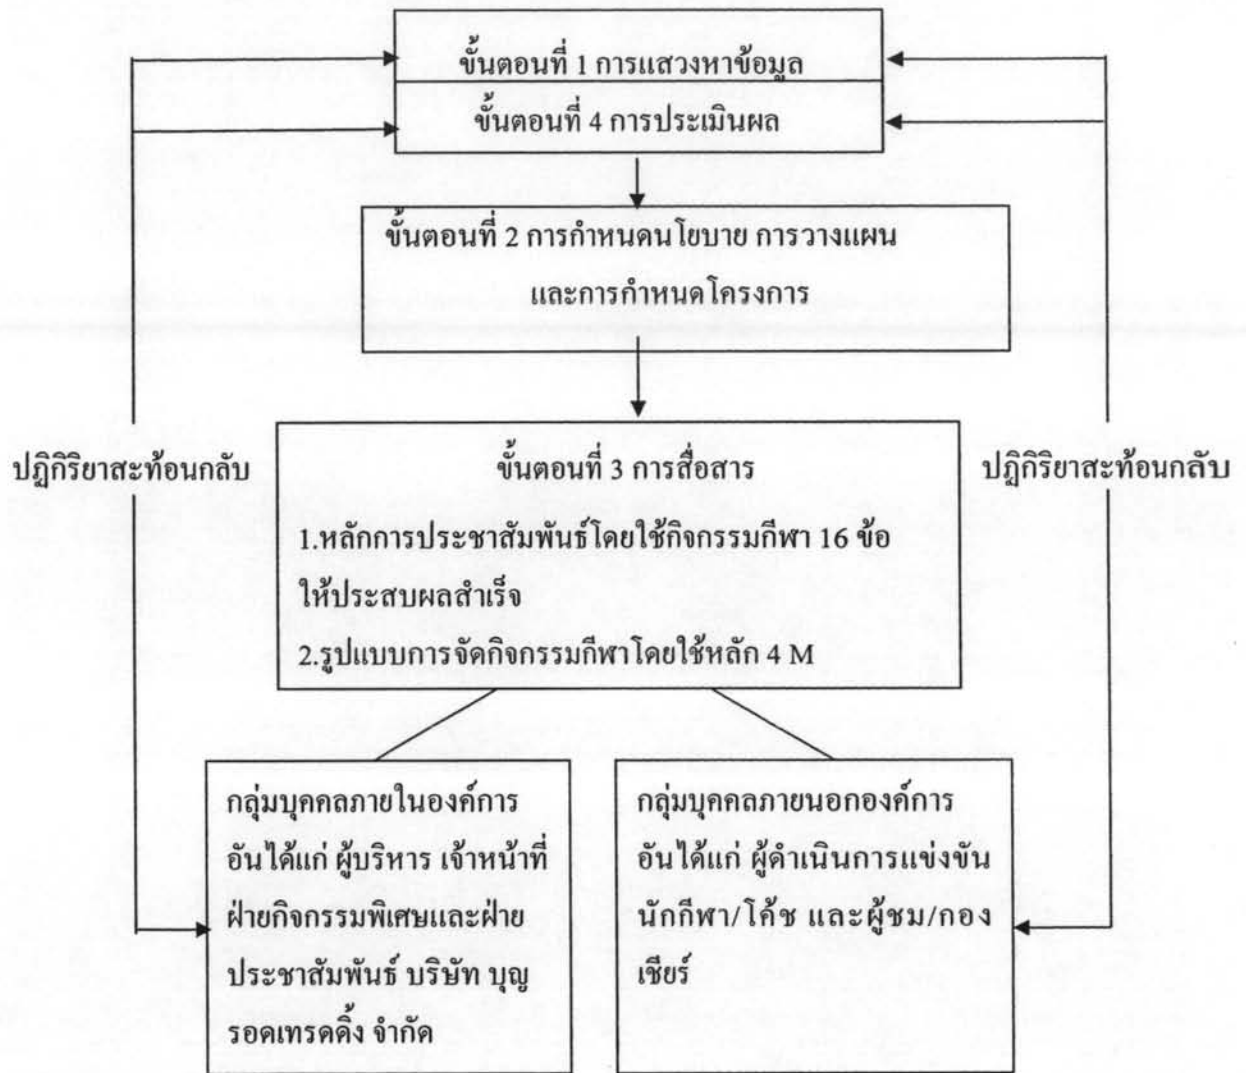 ขั้นตอนที่ 1 การแสวงหาข้อมูล
ขั้นตอนที่ 4 การประเมินผล
ขั้นตอนที่ 2 การกำหนดนโยบาย การวางแผน
และการกำหนดโครงการ
ปฏิกิริยาสะท้อนกลับ
ขั้นตอนที่ 3 การสื่อสาร
ปฏิกิริยาสะท้อนกลับ
1.หลักการประชาสัมพันธ์โดยใช้กิจกรรมกีฬา 16 ข้อ
ให้ประสบผลสำเร็จ
2.รูปแบบการจัดกิจกรรมกีฬาโดยใช้หลัก 4 M
กลุ่มบุคคลภายในองค์การ
อันได้แก่ ผู้บริหาร เจ้าหน้าที่
ฝ่ายกิจกรรมพิเศษและฝ่าย
ประชาสัมพันธ์ บริษัท บุญ
รอดเทรดดิ้ง จำกัด
กลุ่มบุคคลภายนอกองค์การ
อันได้แก่ ผู้ดำเนินการแข่งขัน
นักกีฬา/โค้ช และผู้ชม/กอง
เชียร์